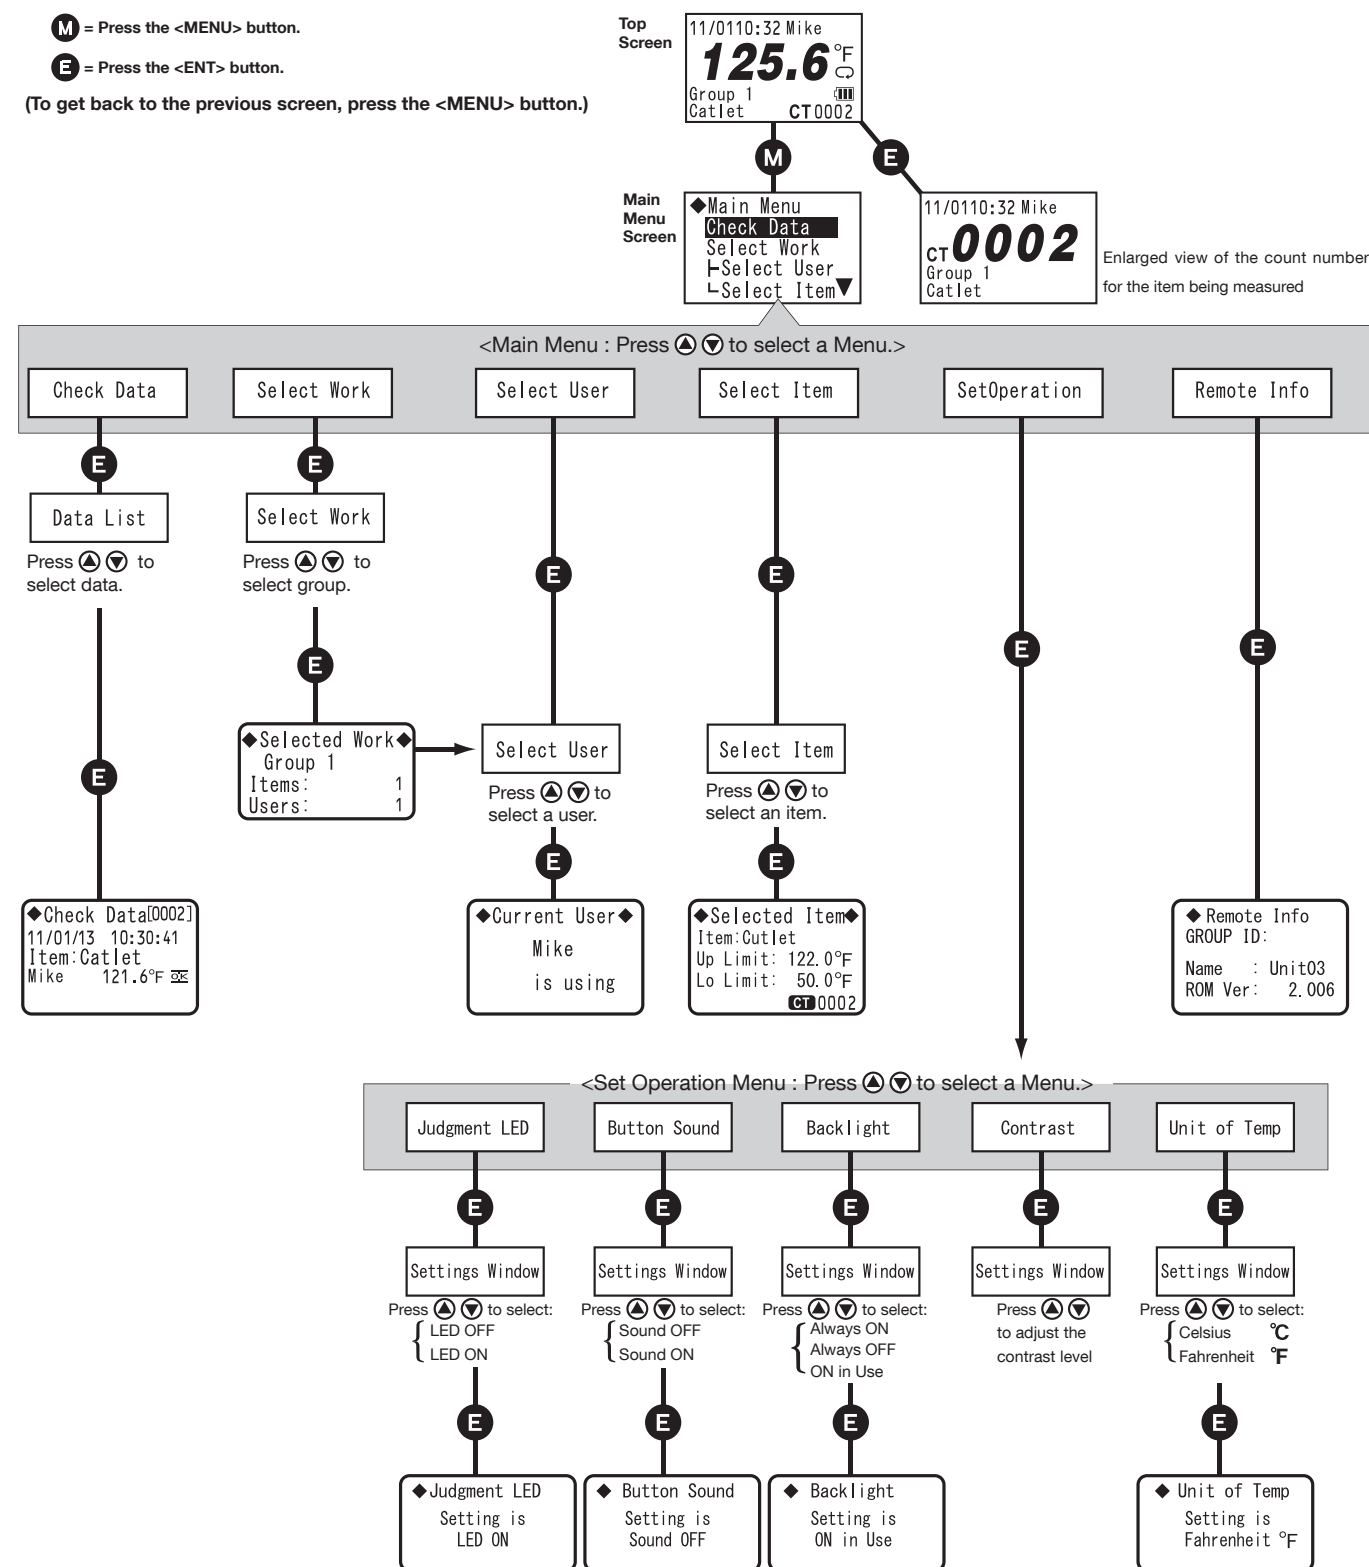 M = Press the <MENU> button.
E = Press the <ENT> button.
(To get back to the previous screen, press the <MENU> button.)
Top
Screen
11/0110:32 Mike
125.6 °F
Group 1
Catlet CT0002
M
E
Main
Menu
Screen
◆Main Menu
Check Data
Select Work
├Select User
└Select Item▼
11/0110:32 Mike
CT0002
Group 1
Catlet
Enlarged view of the count number
for the item being measured
<Main Menu : Press ▲ ▼ to select a Menu.>
Check Data
Select Work
Select User
Select Item
SetOperation
Remote Info
E
E
E
E
E
E
Data List
Press ▲ ▼ to
select data.
E
◆Check Data[0002]
11/01/13 10:30:41
Item:Catlet
Mike 121.6°F OK
Select Work
Press ▲ ▼ to
select group.
E
◆Selected Work◆
Group 1
Items: 1
Users: 1
Select User
Press ▲ ▼ to
select a user.
E
◆Current User◆
Mike
is using
Select Item
Press ▲ ▼ to
select an item.
E
◆Selected Item◆
Item:Cutlet
Up Limit: 122.0°F
Lo Limit: 50.0°F
CT 0002
◆ Remote Info
GROUP ID:
Name : Unit03
ROM Ver: 2.006
<Set Operation Menu : Press ▲ ▼ to select a Menu.>
Judgment LED
Button Sound
Backlight
Contrast
Unit of Temp
E
E
E
E
E
Settings Window
Press ▲ ▼ to select:
LED OFF
LED ON
E
◆Judgment LED
Setting is
LED ON
Settings Window
Press ▲ ▼ to select:
Sound OFF
Sound ON
E
◆ Button Sound
Setting is
Sound OFF
Settings Window
Press ▲ ▼ to select:
Always ON
Always OFF
ON in Use
E
◆ Backlight
Setting is
ON in Use
Settings Window
Press ▲ ▼
to adjust the
contrast level
Settings Window
Press ▲ ▼ to select:
Celsius °C
Fahrenheit °F
E
◆ Unit of Temp
Setting is
Fahrenheit °F